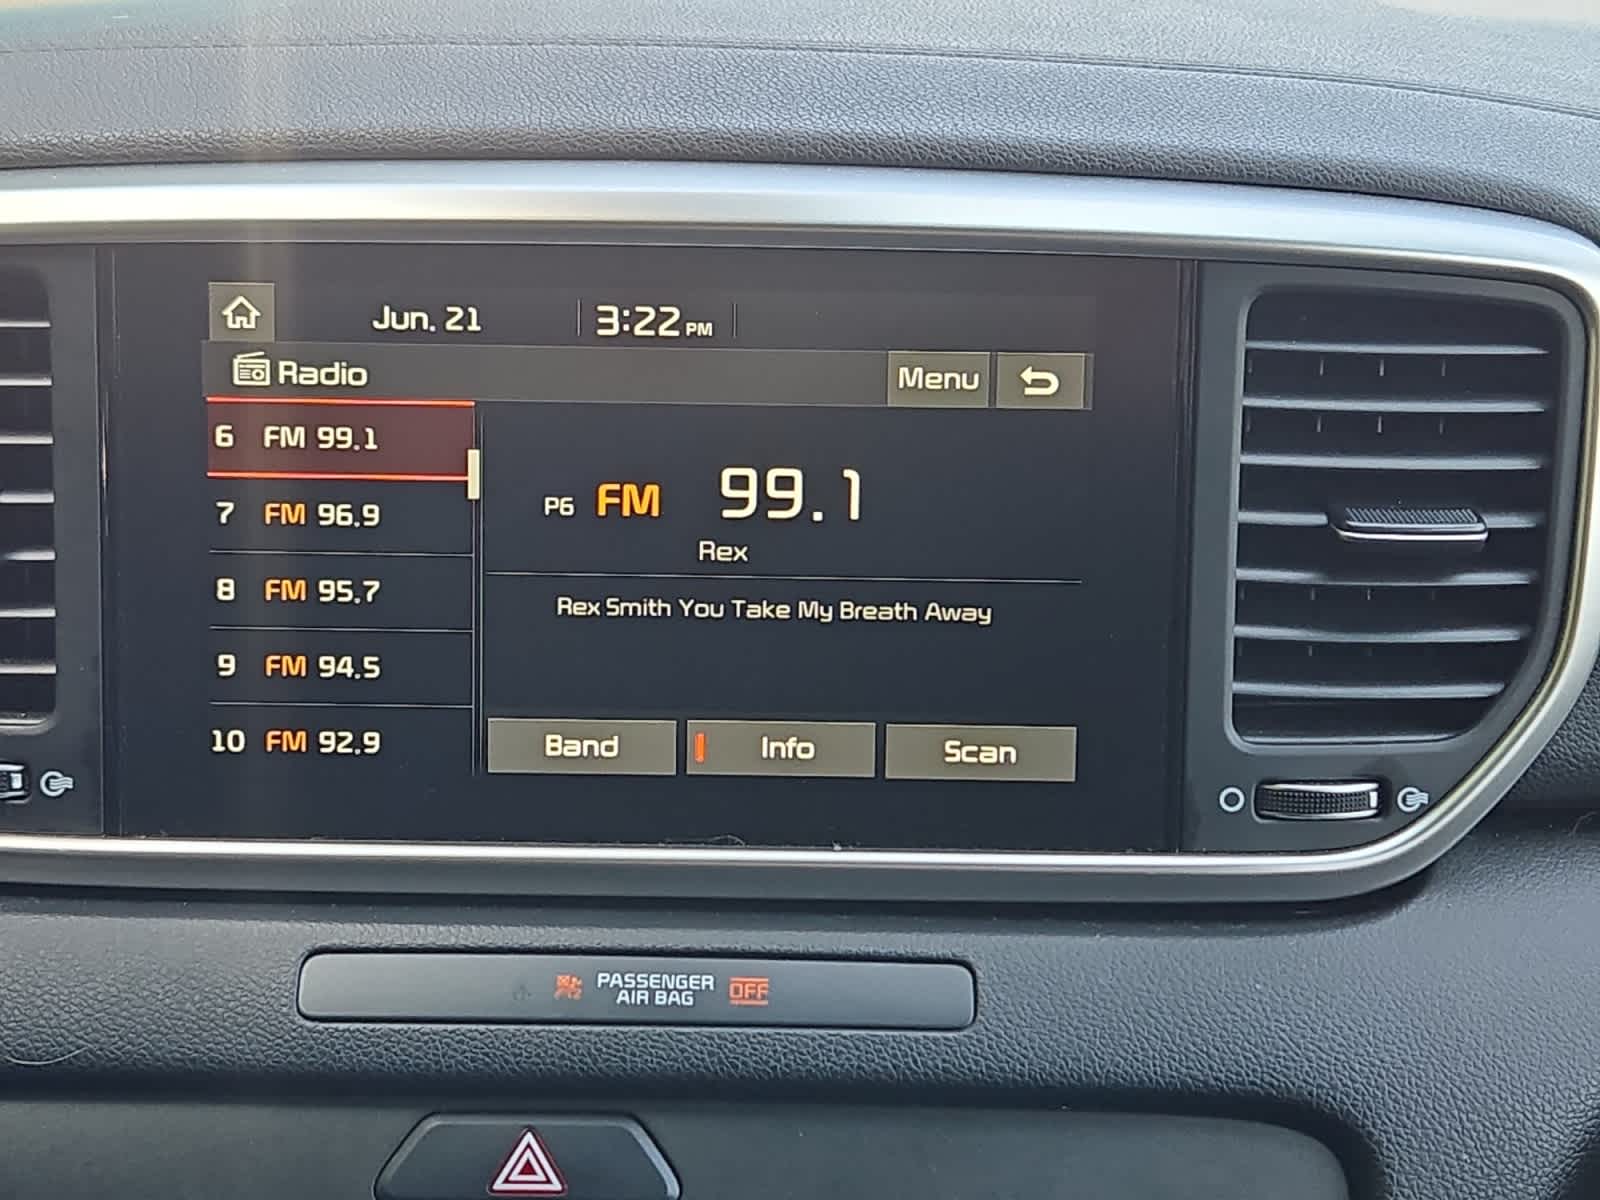 Jun. 21 3:22 PM
Radio Menu
6 FM 99.1
7 FM 96.9
8 FM 95.7
9 FM 94.5
10 FM 92.9
P6 FM 99.1
Rex
Rex Smith You Take My Breath Away
Band Info Scan
PASSENGER
AIR BAG OFF